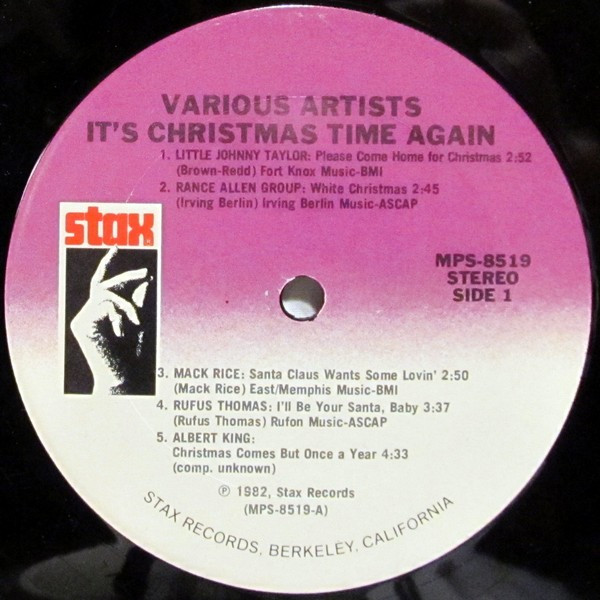 VARIOUS ARTISTS
IT'S CHRISTMAS TIME AGAIN
1. LITTLE JOHNNY TAYLOR: Please Come Home for Christmas 2:52
(Brown-Redd) Fort Knox Music-BMI
2. RANCE ALLEN GROUP: White Christmas 2:45
(Irving Berlin) Irving Berlin Music-ASCAP
stax
MPS-8519
STEREO
SIDE 1
3. MACK RICE: Santa Claus Wants Some Lovin' 2:50
(Mack Rice) East/Memphis Music-BMI
4. RUFUS THOMAS: I'll Be Your Santa, Baby 3:37
(Rufus Thomas) Rufon Music-ASCAP
5. ALBERT KING:
Christmas Comes But Once a Year 4:33
(comp. unknown)
℗ 1982, Stax Records
(MPS-8519-A)
STAX RECORDS, BERKELEY, CALIFORNIA